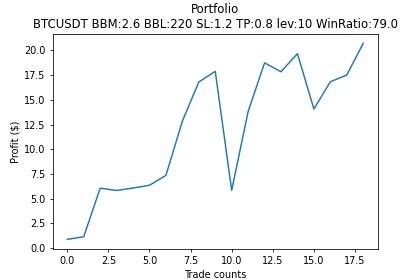 Portfolio
BTCUSDT BBM:2.6 BBL:220 SL:1.2 TP:0.8 lev:10 WinRatio:79.0
20.0
17.5
15.0
12.5
10.0
7.5
5.0
2.5
0.0
Profit ($)
0.0 2.5 5.0 7.5 10.0 12.5 15.0 17.5
Trade counts